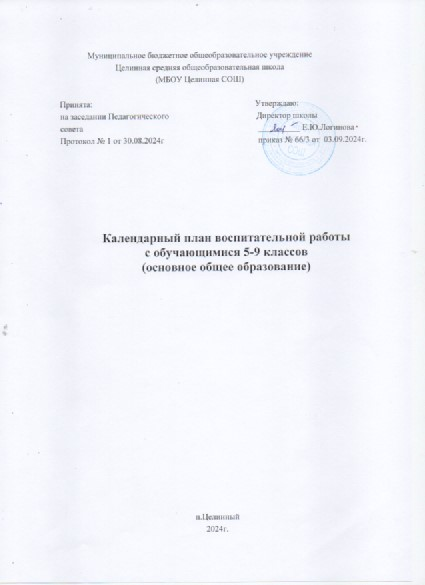 Муниципальное бюджетное общеобразовательное учреждение
Целинная средняя общеобразовательная школа
(МБОУ Целинная СОШ)
Принята:
на заседании Педагогического
совета
Протокол № 1 от 30.08.2024г
Утверждаю:
Директор школы
Е.Ю.Логинова
приказ № 66/3 от 03.09.2024г.
Календарный план воспитательной работы
с обучающимися 5-9 классов
(основное общее образование)
п.Целинный
2024г.